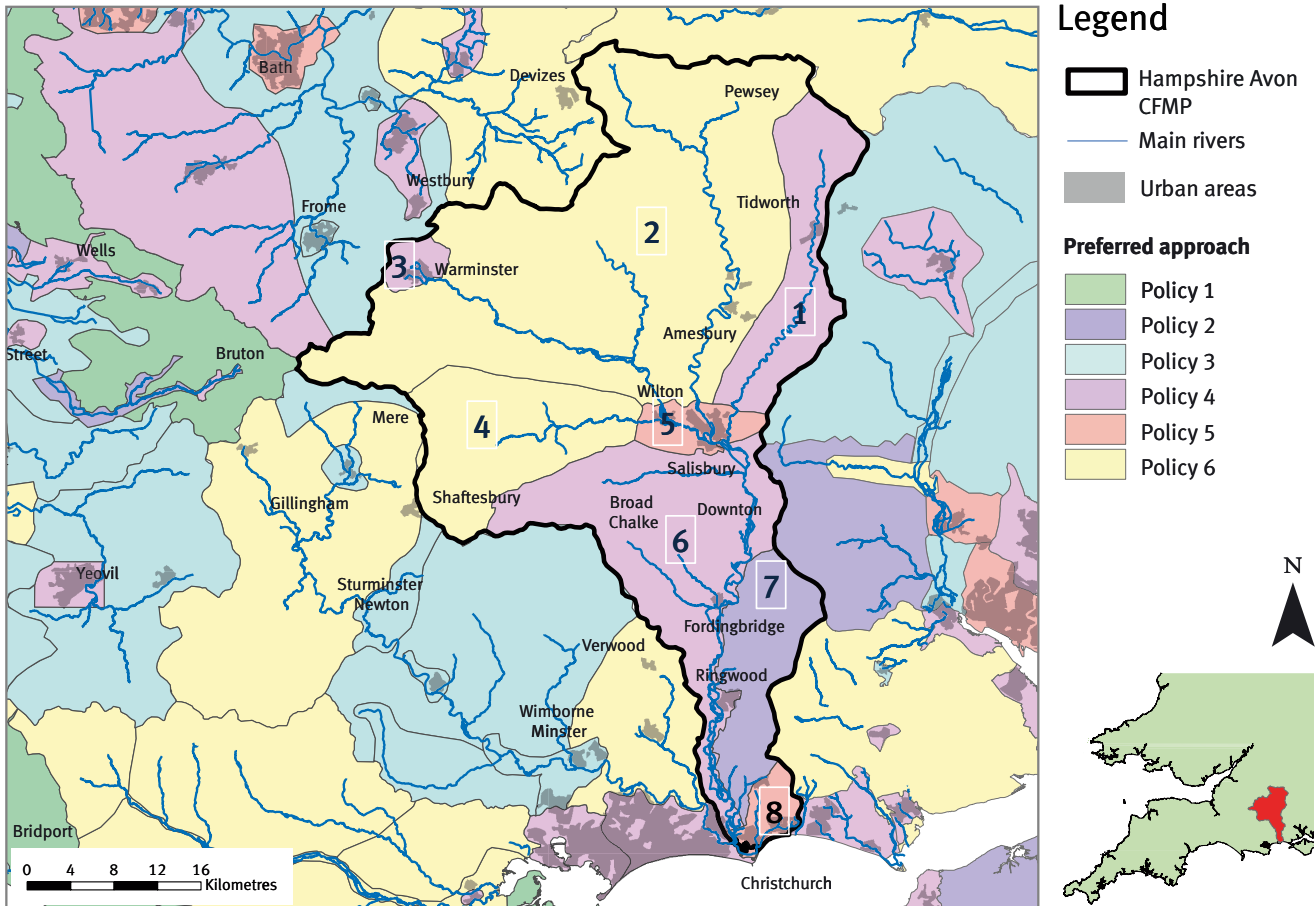 Bath
Devizes
Pewsey
Westbury
Tidworth
Frome
2
Wells
3
Warminster
1
Amesbury
Street
Bruton
Wilton
Mere
4
5
Salisbury
Shaftesbury
Broad
Chalke
Downton
Gillingham
6
Yeovil
7
Sturminster
Newton
Fordingbridge
Verwood
Ringwood
Wimborne
Minster
8
Bridport
0 4 8 12 16
Kilometres
Christchurch
Legend
Hampshire Avon
CFMP
Main rivers
Urban areas
Preferred approach
Policy 1
Policy 2
Policy 3
Policy 4
Policy 5
Policy 6
N